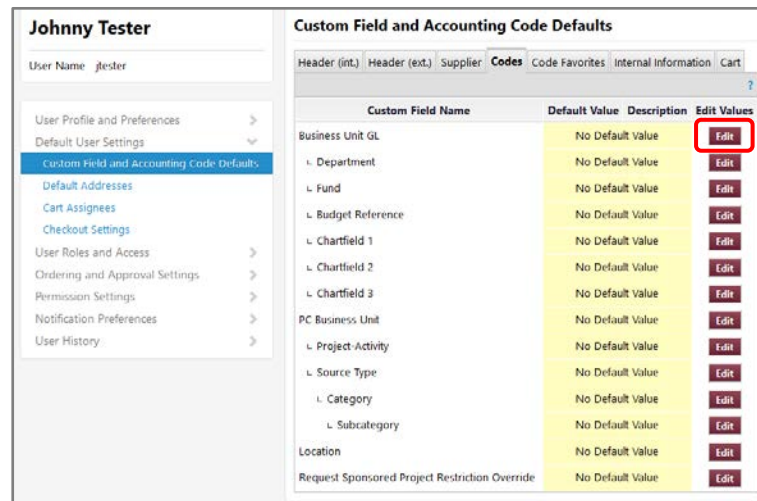 Johnny Tester
User Name jtester
User Profile and Preferences
Default User Settings
Custom Field and Accounting Code Defaults
Default Addresses
Cart Assignees
Checkout Settings
User Roles and Access
Ordering and Approval Settings
Permission Settings
Notification Preferences
User History
Custom Field and Accounting Code Defaults
Header (int.) Header (ext.) Supplier Codes Code Favorites Internal Information Cart
?
Custom Field Name Default Value Description Edit Values
Business Unit GL No Default Value Edit
Department No Default Value Edit
Fund No Default Value Edit
Budget Reference No Default Value Edit
Chartfield 1 No Default Value Edit
Chartfield 2 No Default Value Edit
Chartfield 3 No Default Value Edit
PC Business Unit No Default Value Edit
Project-Activity No Default Value Edit
Source Type No Default Value Edit
Category No Default Value Edit
Subcategory No Default Value Edit
Location No Default Value Edit
Request Sponsored Project Restriction Override No Default Value Edit